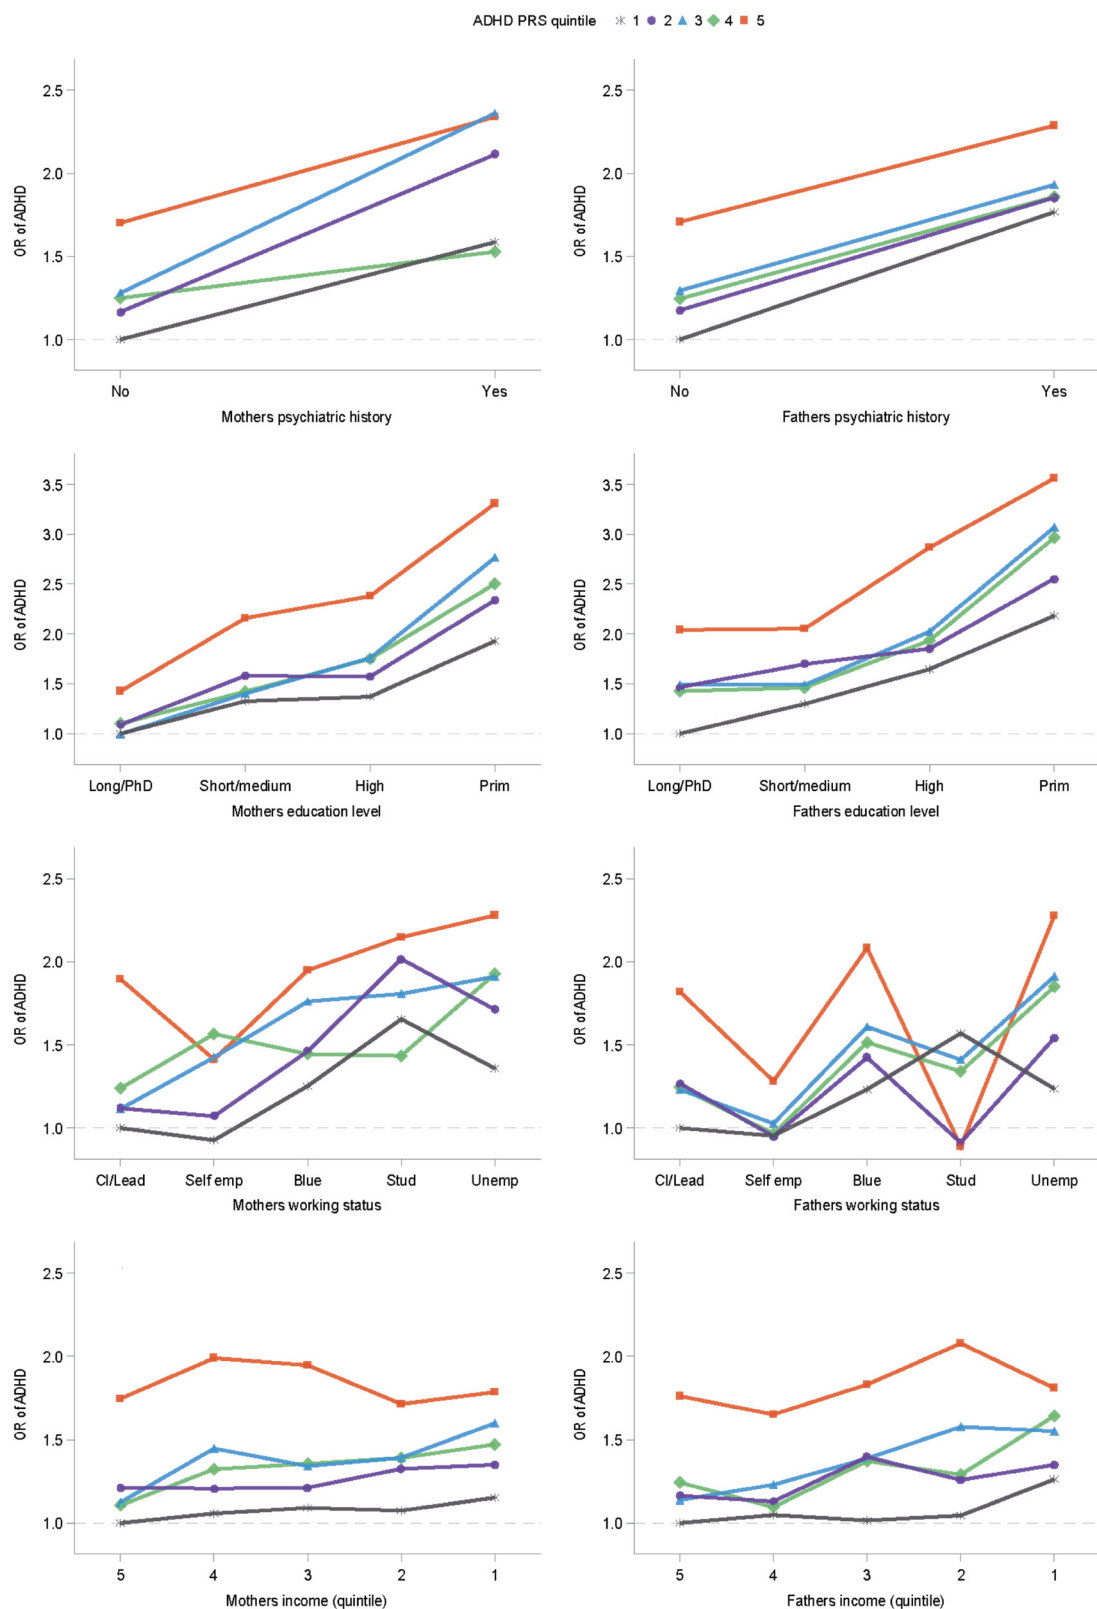 ADHD PRS quintile 1 2 3 4 5
2.5
2.0
1.5
1.0
OR of ADHD
No Yes
Mothers psychiatric history
2.5
2.0
1.5
1.0
OR of ADHD
No Yes
Fathers psychiatric history
3.5
3.0
2.5
2.0
1.5
1.0
OR of ADHD
Long/PhD Short/medium High Prim
Mothers education level
3.5
3.0
2.5
2.0
1.5
1.0
OR of ADHD
Long/PhD Short/medium High Prim
Fathers education level
2.5
2.0
1.5
1.0
OR of ADHD
Cl/Lead Self emp Blue Stud Unemp
Mothers working status
2.5
2.0
1.5
1.0
OR of ADHD
Cl/Lead Self emp Blue Stud Unemp
Fathers working status
2.5
2.0
1.5
1.0
OR of ADHD
5 4 3 2 1
Mothers income (quintile)
2.5
2.0
1.5
1.0
OR of ADHD
5 4 3 2 1
Fathers income (quintile)